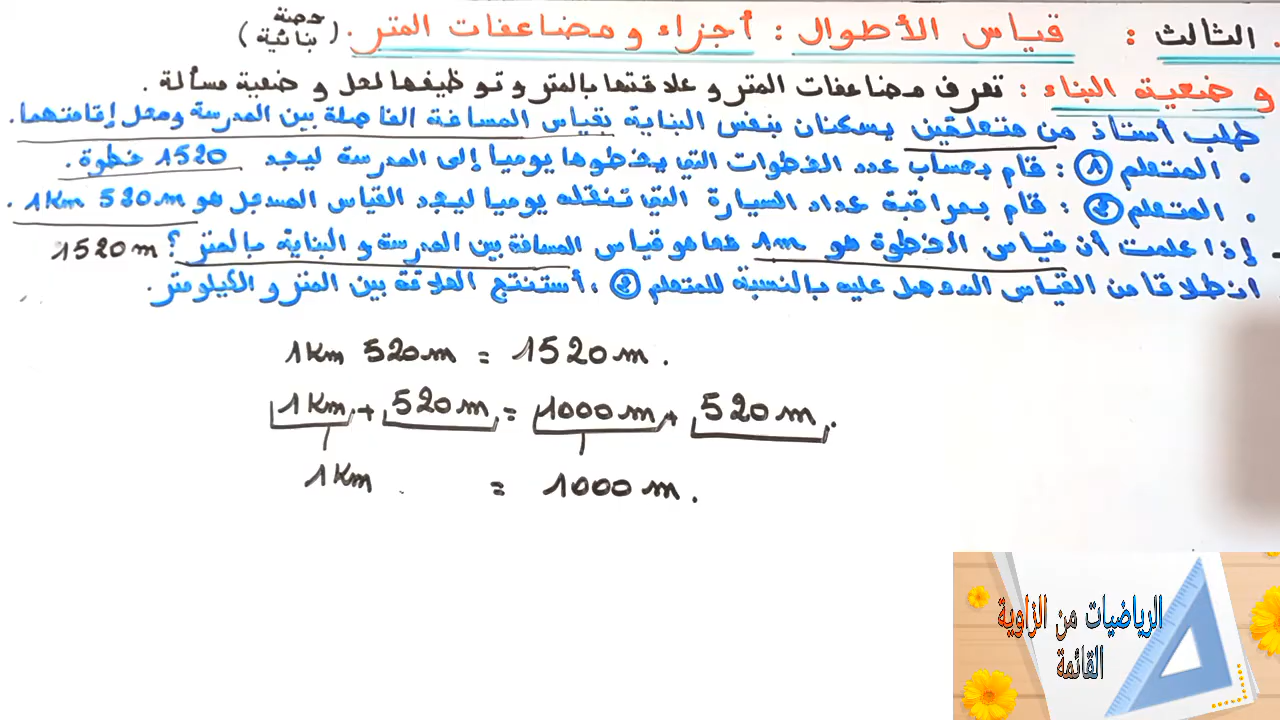 . الثالث : قياس الأطوال : أجزاء و مضاعفات المتر. (حصة بنائية)
وضعية البناء : تعرف مضاعفات المتر و علاقتها بالمتر و توظيفها لحل وضعية مسألة .
طلب أستاذ من متعلمين يسكنان بنفس البناية بقياس المسافة الفاصلة بين المدرسة ومحل إقامتهما.
. المتعلم ① : قام بحساب عدد الخطوات التي يخطوها يوميا إلى المدرسة ليجد 1520 خطوة .
. المتعلم ② : قام بمراقبة عداد السيارة التي تنقله يوميا ليجد القياس المسجل هو 1Km 520m .
- إذا علمت أن قياس الخطوة هو 1m فما هو قياس المسافة بين المدرسة و البناية بالمتر ؟ 1520m
انطلاقا من القياس المحصل عليه بالنسبة للمتعلم ② ، أستنتج العلاقة بين المتر و الكيلومتر.
1Km 520m = 1520m .
1Km + 520m = 1000m + 520m .
1Km = 1000m .
الرياضيات من الزاوية
القائمة